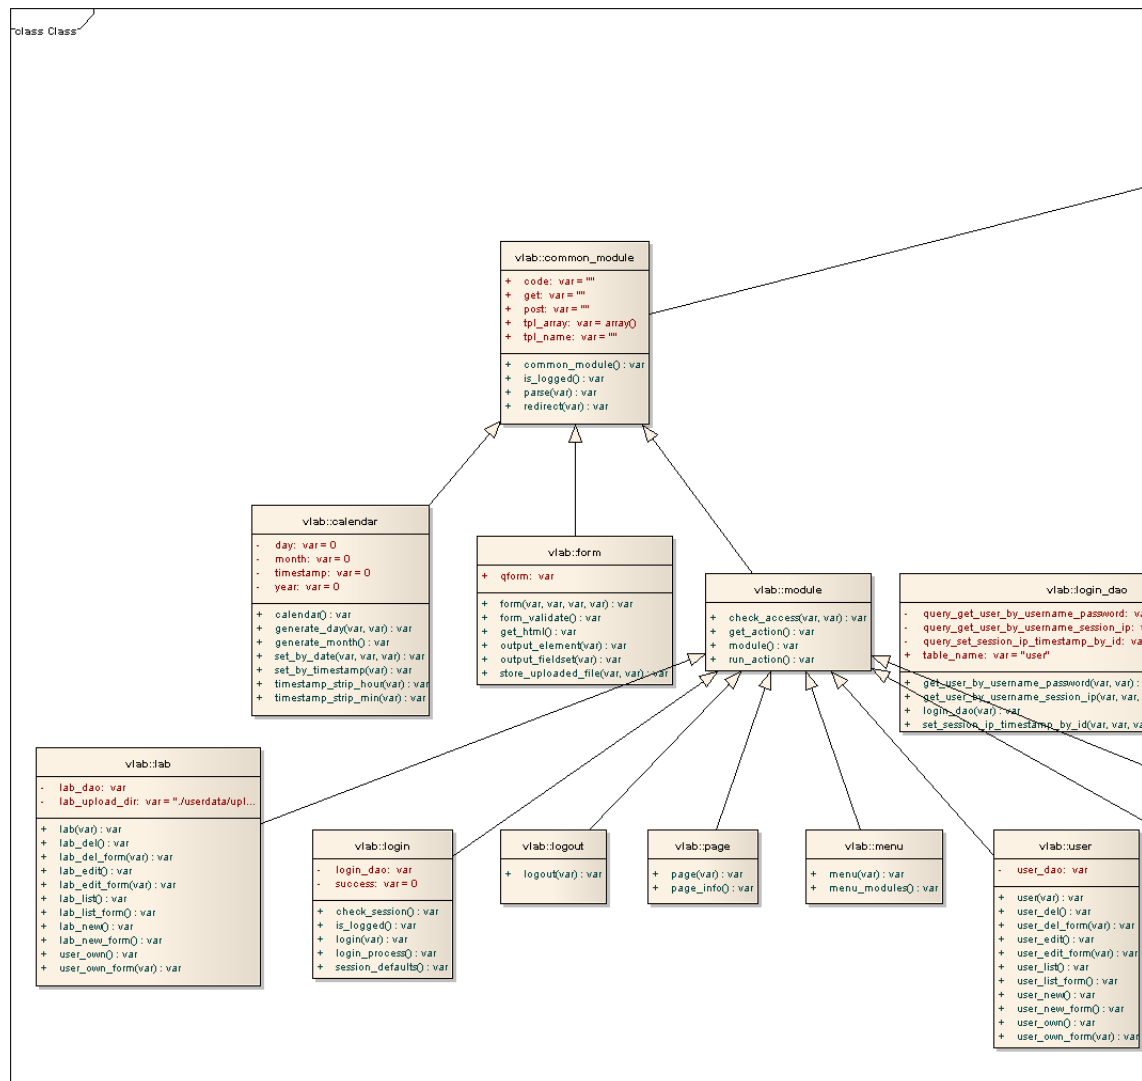 class Class
vlab::common_module
+ code: var = ""
+ get: var = ""
+ post: var = ""
+ tpl_array: var = array()
+ tpl_name: var = ""
+ common_module() : var
+ is_logged() : var
+ parse(var) : var
+ redirect(var) : var
vlab::calendar
- day: var = 0
- month: var = 0
- timestamp: var = 0
- year: var = 0
+ calendar() : var
+ generate_day(var, var) : var
+ generate_month() : var
+ set_by_date(var, var, var) : var
+ set_by_timestamp(var) : var
+ timestamp_strip_hour(var) : var
+ timestamp_strip_min(var) : var
vlab::form
+ qform: var
+ form(var, var, var, var) : var
+ form_validate() : var
+ get_html() : var
+ output_element(var) : var
+ output_fieldset(var) : var
+ store_uploaded_file(var, var) : var
vlab::module
+ check_access(var, var) : var
+ get_action() : var
+ module() : var
+ run_action() : var
vlab::login_dao
- query_get_user_by_username_password: va
- query_get_user_by_username_session_ip: v
- query_set_session_ip_timestamp_by_id: va
+ table_name: var = "user"
+ get_user_by_username_password(var, var) :
+ get_user_by_username_session_ip(var, var,
+ login_dao(var) : var
+ set_session_ip_timestamp_by_id(var, var, va
vlab::lab
- lab_dao: var
- lab_upload_dir: var = "./userdata/upl...
+ lab(var) : var
+ lab_del() : var
+ lab_del_form(var) : var
+ lab_edit() : var
+ lab_edit_form(var) : var
+ lab_list() : var
+ lab_list_form() : var
+ lab_new() : var
+ lab_new_form() : var
+ user_own() : var
+ user_own_form(var) : var
vlab::login
- login_dao: var
- success: var = 0
+ check_session() : var
+ is_logged() : var
+ login(var) : var
+ login_process() : var
+ session_defaults() : var
vlab::logout
+ logout(var) : var
vlab::page
+ page(var) : var
+ page_info() : var
vlab::menu
+ menu(var) : var
+ menu_modules() : var
vlab::user
- user_dao: var
+ user(var) : var
+ user_del() : var
+ user_del_form(var) : var
+ user_edit() : var
+ user_edit_form(var) : var
+ user_list() : var
+ user_list_form() : var
+ user_new() : var
+ user_new_form() : var
+ user_own() : var
+ user_own_form(var) : var